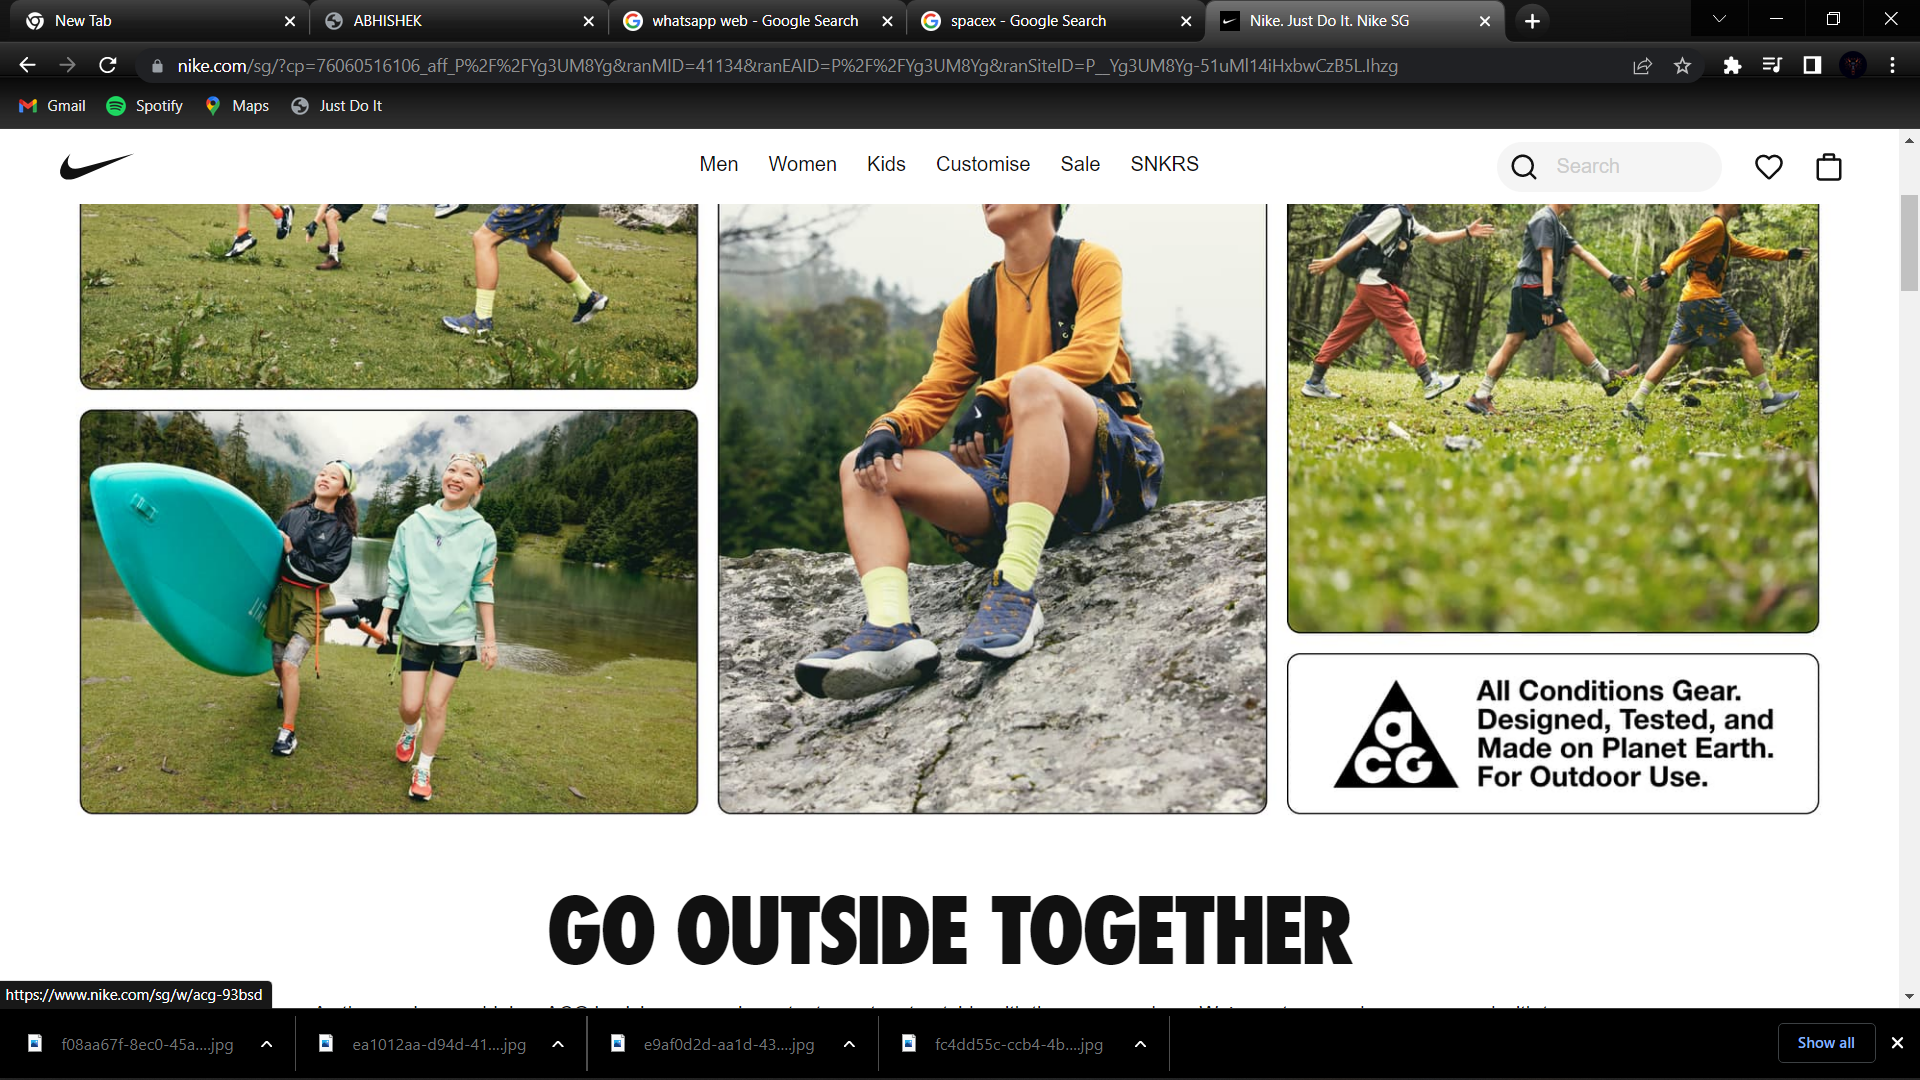 New Tab
ABHISHEK
whatsapp web - Google Search
spacex - Google Search
Nike. Just Do It. Nike SG
nike.com/sg/?cp=76060516106_aff_P%2F%2FYg3UM8Yg&ranMID=41134&ranEAID=P%2F%2FYg3UM8Yg&ranSiteID=P__Yg3UM8Yg-51uMl14iHxbwCzB5L.lhzg
Gmail
Spotify
Maps
Just Do It
Men
Women
Kids
Customise
Sale
SNKRS
Search
aCG
All Conditions Gear.
Designed, Tested, and
Made on Planet Earth.
For Outdoor Use.
GO OUTSIDE TOGETHER
https://www.nike.com/sg/w/acg-93bsd
f08aa67f-8ec0-45a....jpg
ea1012aa-d94d-41....jpg
e9af0d2d-aa1d-43....jpg
fc4dd55c-ccb4-4b....jpg
Show all